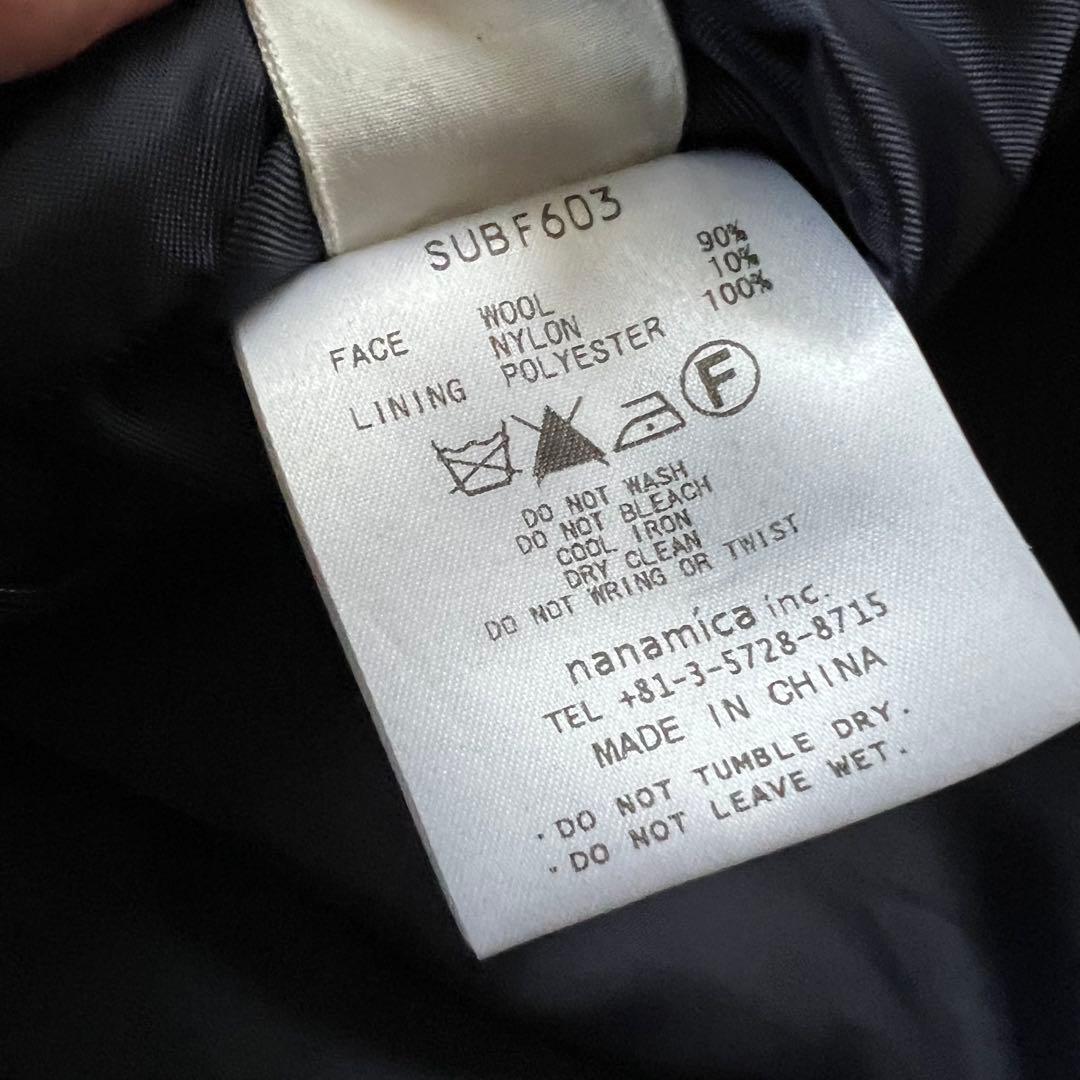 SUBF603
FACE WOOL 90%
NYLON 10%
LINING POLYESTER 100%
F
DO NOT WASH
DO NOT BLEACH
COOL IRON
DRY CLEAN
DO NOT WRING OR TWIST
nanamica inc.
TEL +81-3-5728-8715
MADE IN CHINA
・DO NOT TUMBLE DRY.
・DO NOT LEAVE WET.